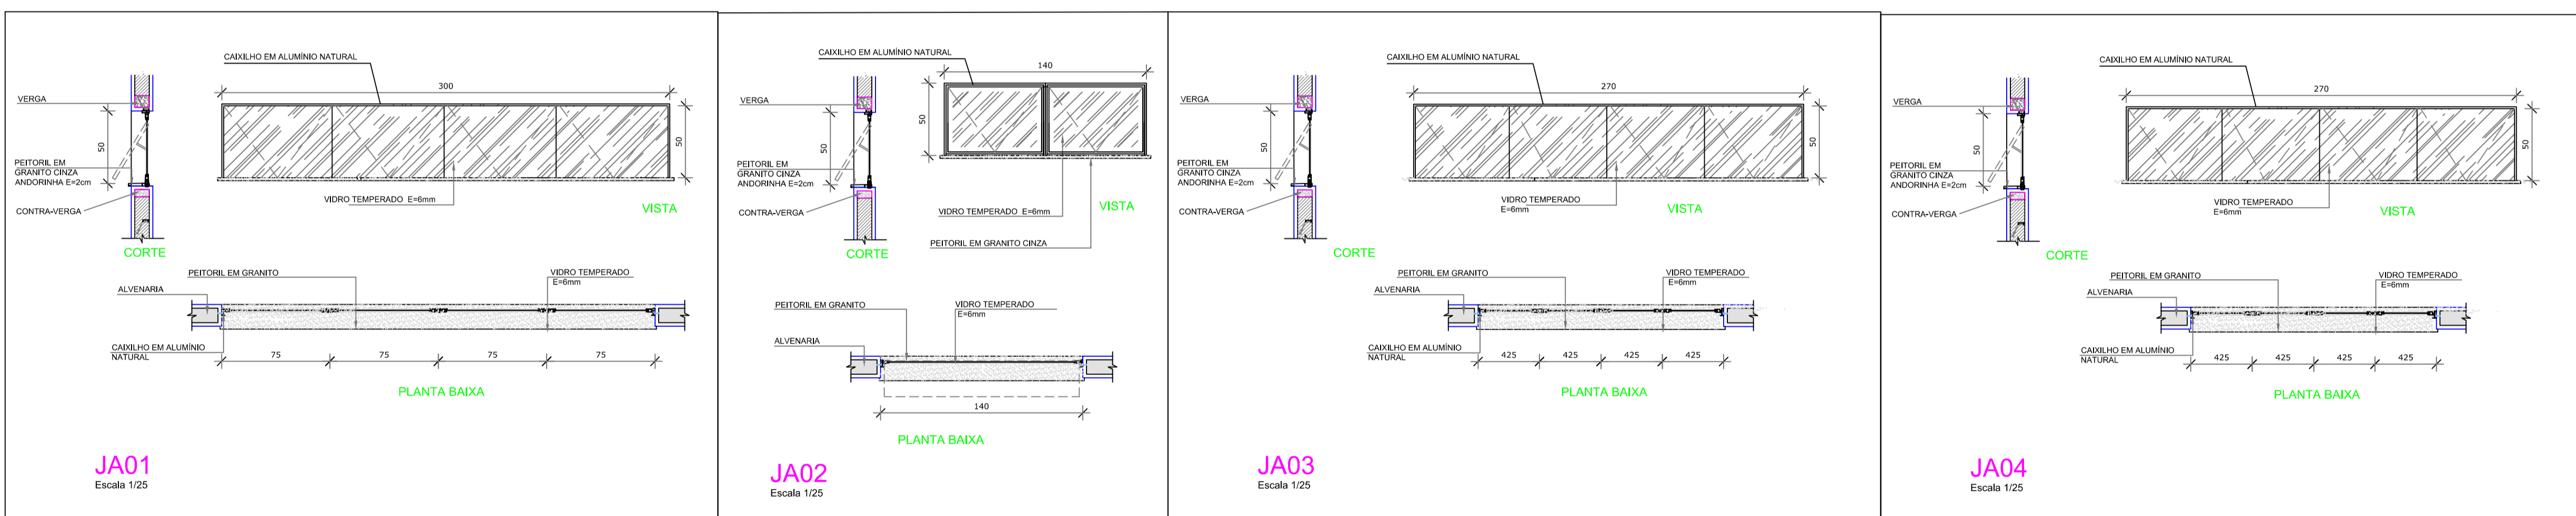 CAIXILHO EM ALUMÍNIO NATURAL
300
VERGA
50
50
PEITORIL EM
GRANITO CINZA
ANDORINHA E=2cm
VIDRO TEMPERADO E=6mm
CONTRA-VERGA
VISTA
CORTE
PEITORIL EM GRANITO
VIDRO TEMPERADO
E=6mm
ALVENARIA
CAIXILHO EM ALUMÍNIO
NATURAL
75
75
75
75
PLANTA BAIXA
JA01
Escala 1/25
CAIXILHO EM ALUMÍNIO NATURAL
140
VERGA
50
50
PEITORIL EM
GRANITO CINZA
ANDORINHA E=2cm
CONTRA-VERGA
VIDRO TEMPERADO E=6mm
VISTA
PEITORIL EM GRANITO CINZA
CORTE
PEITORIL EM GRANITO
VIDRO TEMPERADO
E=6mm
ALVENARIA
140
PLANTA BAIXA
JA02
Escala 1/25
CAIXILHO EM ALUMÍNIO NATURAL
270
VERGA
50
50
PEITORIL EM
GRANITO CINZA
ANDORINHA E=2cm
VIDRO TEMPERADO
E=6mm
CONTRA-VERGA
VISTA
CORTE
PEITORIL EM GRANITO
VIDRO TEMPERADO
E=6mm
ALVENARIA
CAIXILHO EM ALUMÍNIO
NATURAL
425
425
425
425
PLANTA BAIXA
JA03
Escala 1/25
CAIXILHO EM ALUMÍNIO NATURAL
270
VERGA
50
50
PEITORIL EM
GRANITO CINZA
ANDORINHA E=2cm
VIDRO TEMPERADO
E=6mm
CONTRA-VERGA
VISTA
CORTE
PEITORIL EM GRANITO
VIDRO TEMPERADO
E=6mm
ALVENARIA
CAIXILHO EM ALUMÍNIO
NATURAL
425
425
425
425
PLANTA BAIXA
JA04
Escala 1/25